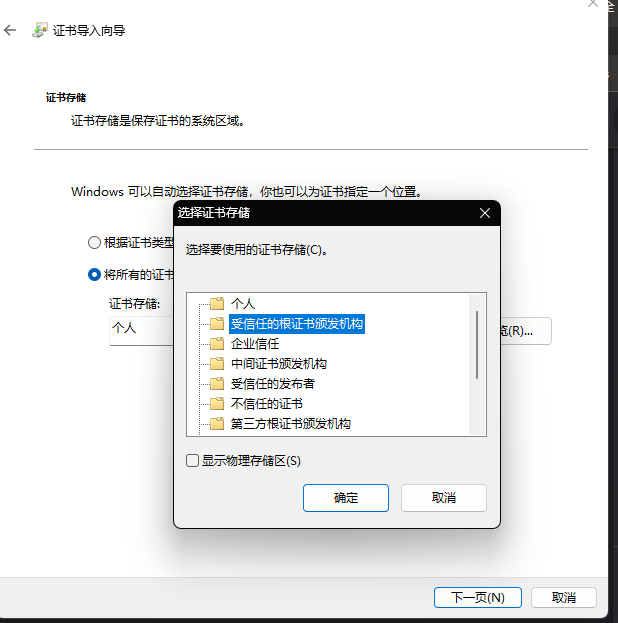 证书导入向导
证书存储
证书存储是保存证书的系统区域。
Windows 可以自动选择证书存储，你也可以为证书指定一个位置。
根据证书类型
将所有的证书
证书存储:
个人
览(R)...
选择证书存储
选择要使用的证书存储(C)。
个人
受信任的根证书颁发机构
企业信任
中间证书颁发机构
受信任的发布者
不信任的证书
第三方根证书颁发机构
显示物理存储区(S)
确定
取消
下一页(N)
取消
全